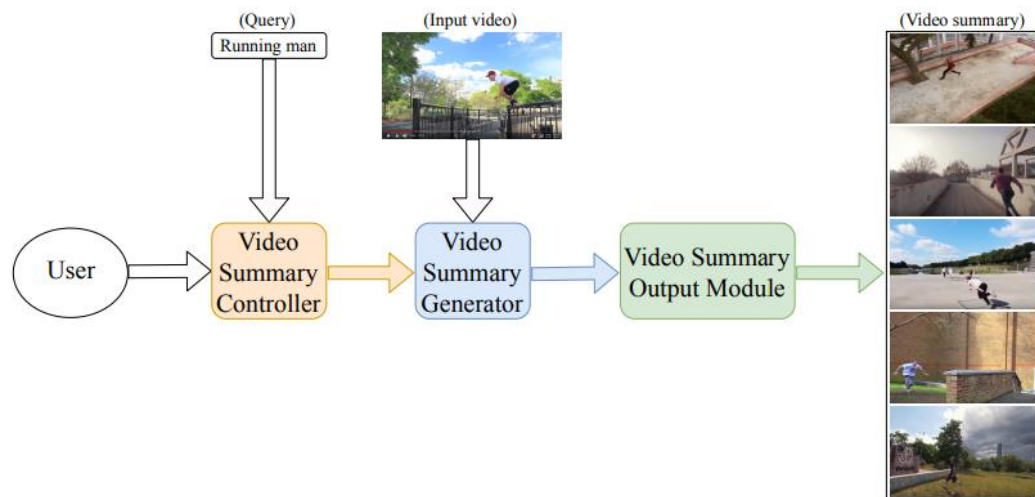 (Query)
(Input video)
(Video summary)
Running man
User
Video
Summary
Controller
Video
Summary
Generator
Video Summary
Output Module